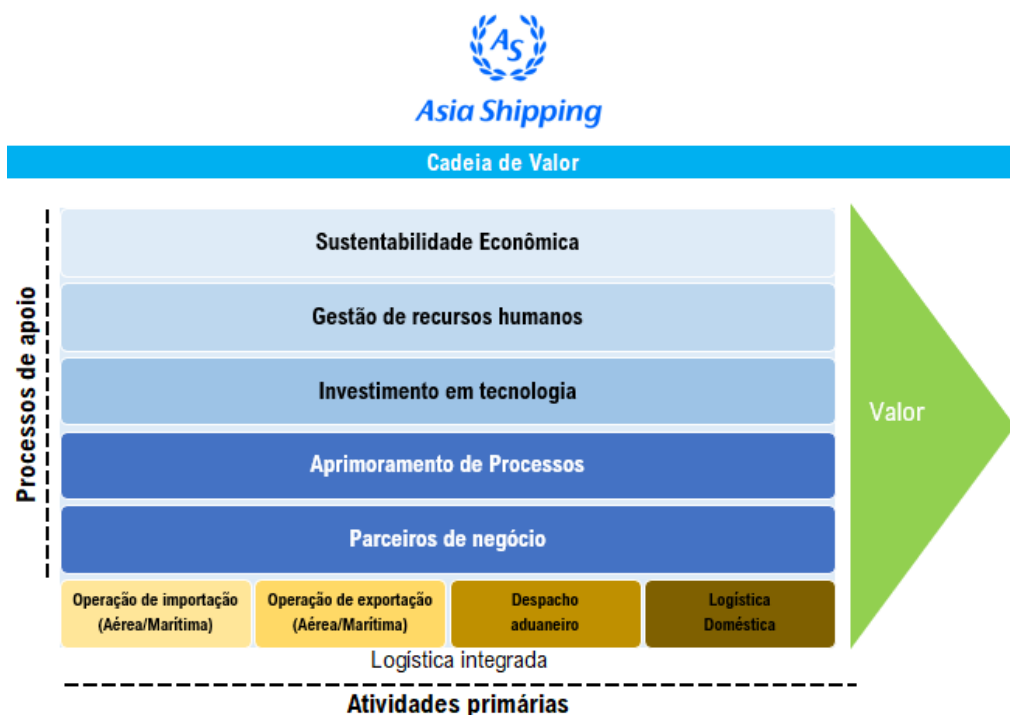 AS
Asia Shipping
Cadeia de Valor
Processos de apoio
Sustentabilidade Econômica
Gestão de recursos humanos
Investimento em tecnologia
Aprimoramento de Processos
Parceiros de negócio
Valor
Operação de importação
(Aérea/Marítima)
Operação de exportação
(Aérea/Marítima)
Despacho
aduaneiro
Logística
Doméstica
Logística integrada
Atividades primárias